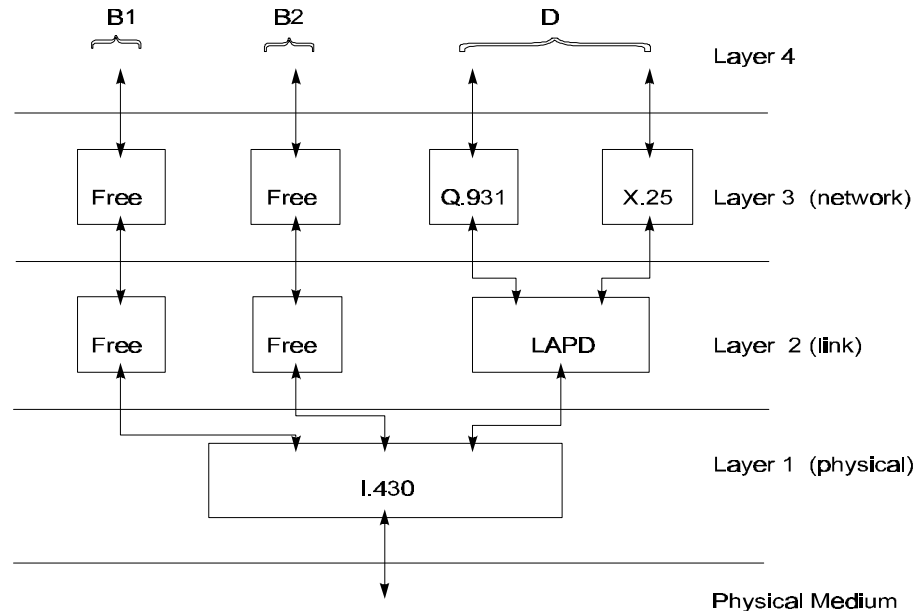 B1
B2
D
Layer 4
Free
Free
Q.931
X.25
Layer 3 (network)
Free
Free
LAPD
Layer 2 (link)
Layer 1 (physical)
I.430
Physical Medium